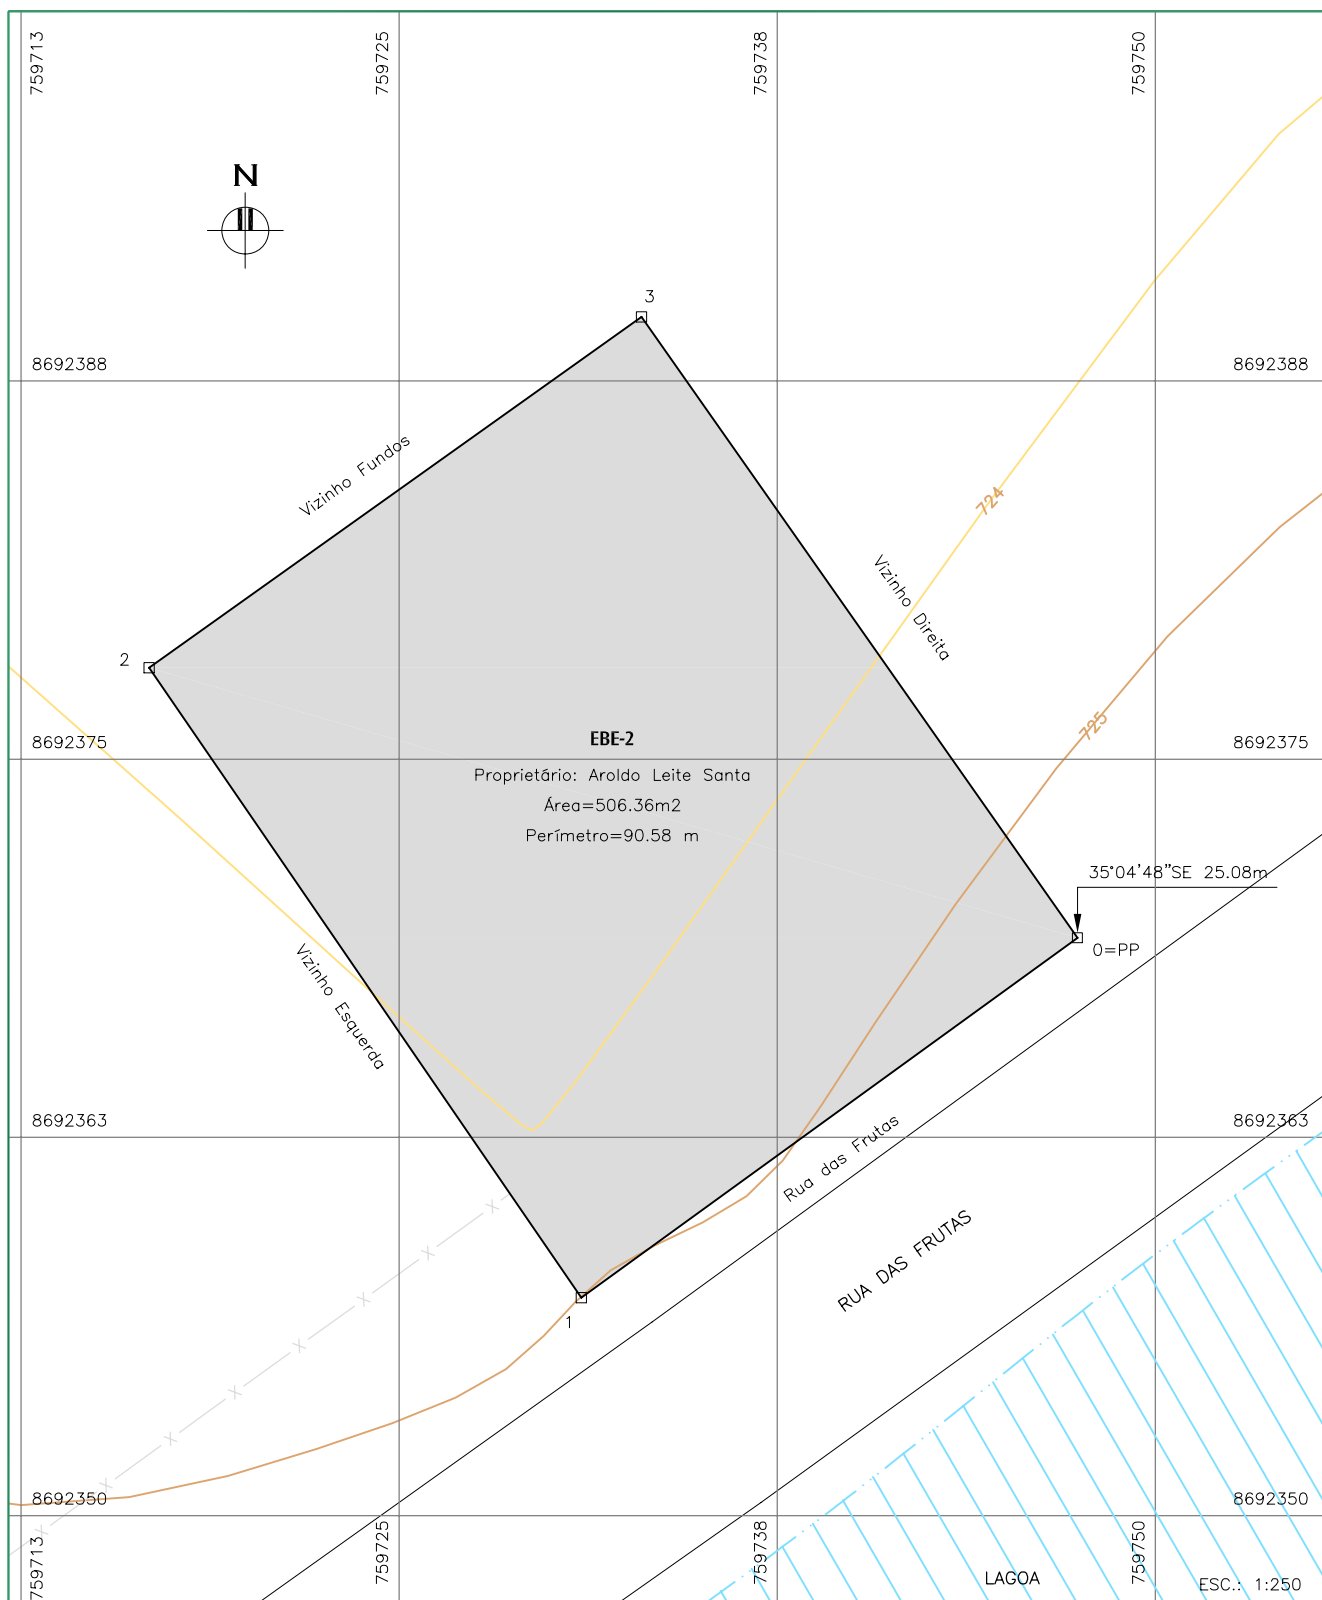 759713
759725
759738
759750
N
3
8692388
8692388
Vizinho Fundos
724
Vizinho Direita
2
725
8692375
8692375
EBE-2
Proprietário: Aroldo Leite Santa
Área=506.36m2
Perímetro=90.58 m
35°04'48"SE 25.08m
0=PP
Vizinho Esquerda
8692363
8692363
Rua das Frutas
RUA DAS FRUTAS
1
8692350
8692350
759713
759725
759738
759750
LAGOA
ESC.: 1:250